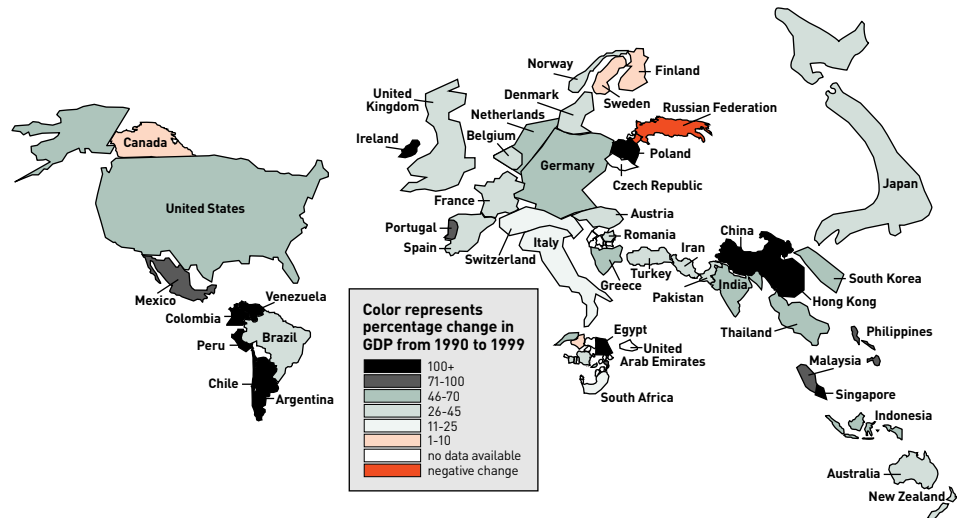 Norway
Finland
Denmark
Sweden
United
Kingdom
Netherlands
Russian Federation
Belgium
Ireland
Canada
Poland
Germany
Czech Republic
Japan
France
United States
Austria
Portugal
Romania
China
Spain
Switzerland
Italy
Iran
Turkey
India
South Korea
Greece
Pakistan
Hong Kong
Mexico
Venezuela
Colombia
Color represents
percentage change in
GDP from 1990 to 1999
100+
71-100
46-70
26-45
11-25
1-10
no data available
negative change
Brazil
Peru
Chile
Argentina
Egypt
United
Arab Emirates
South Africa
Thailand
Philippines
Malaysia
Singapore
Indonesia
Australia
New Zealand